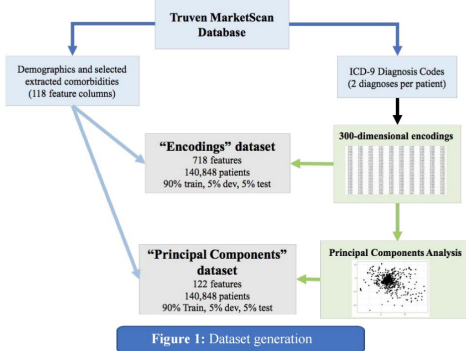 Truven MarketScan
Database
Demographics and selected
extracted comorbidities
(118 feature columns)
ICD-9 Diagnosis Codes
(2 diagnoses per patient)
"Encodings" dataset
718 features
140,848 patients
90% train, 5% dev, 5% test
300-dimensional encodings
"Principal Components"
dataset
122 features
140,848 patients
90% Train, 5% dev, 5% test
Principal Components Analysis
Figure 1: Dataset generation